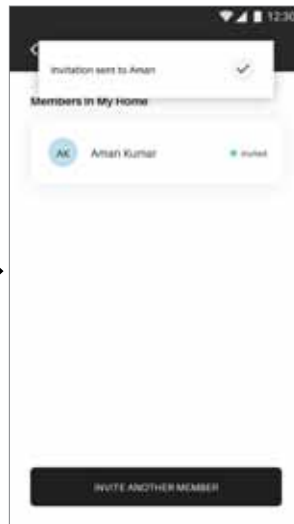 12:30
Invitation sent to Aman
Members in My Home
AK
Aman Kumar
Invited
INVITE ANOTHER MEMBER